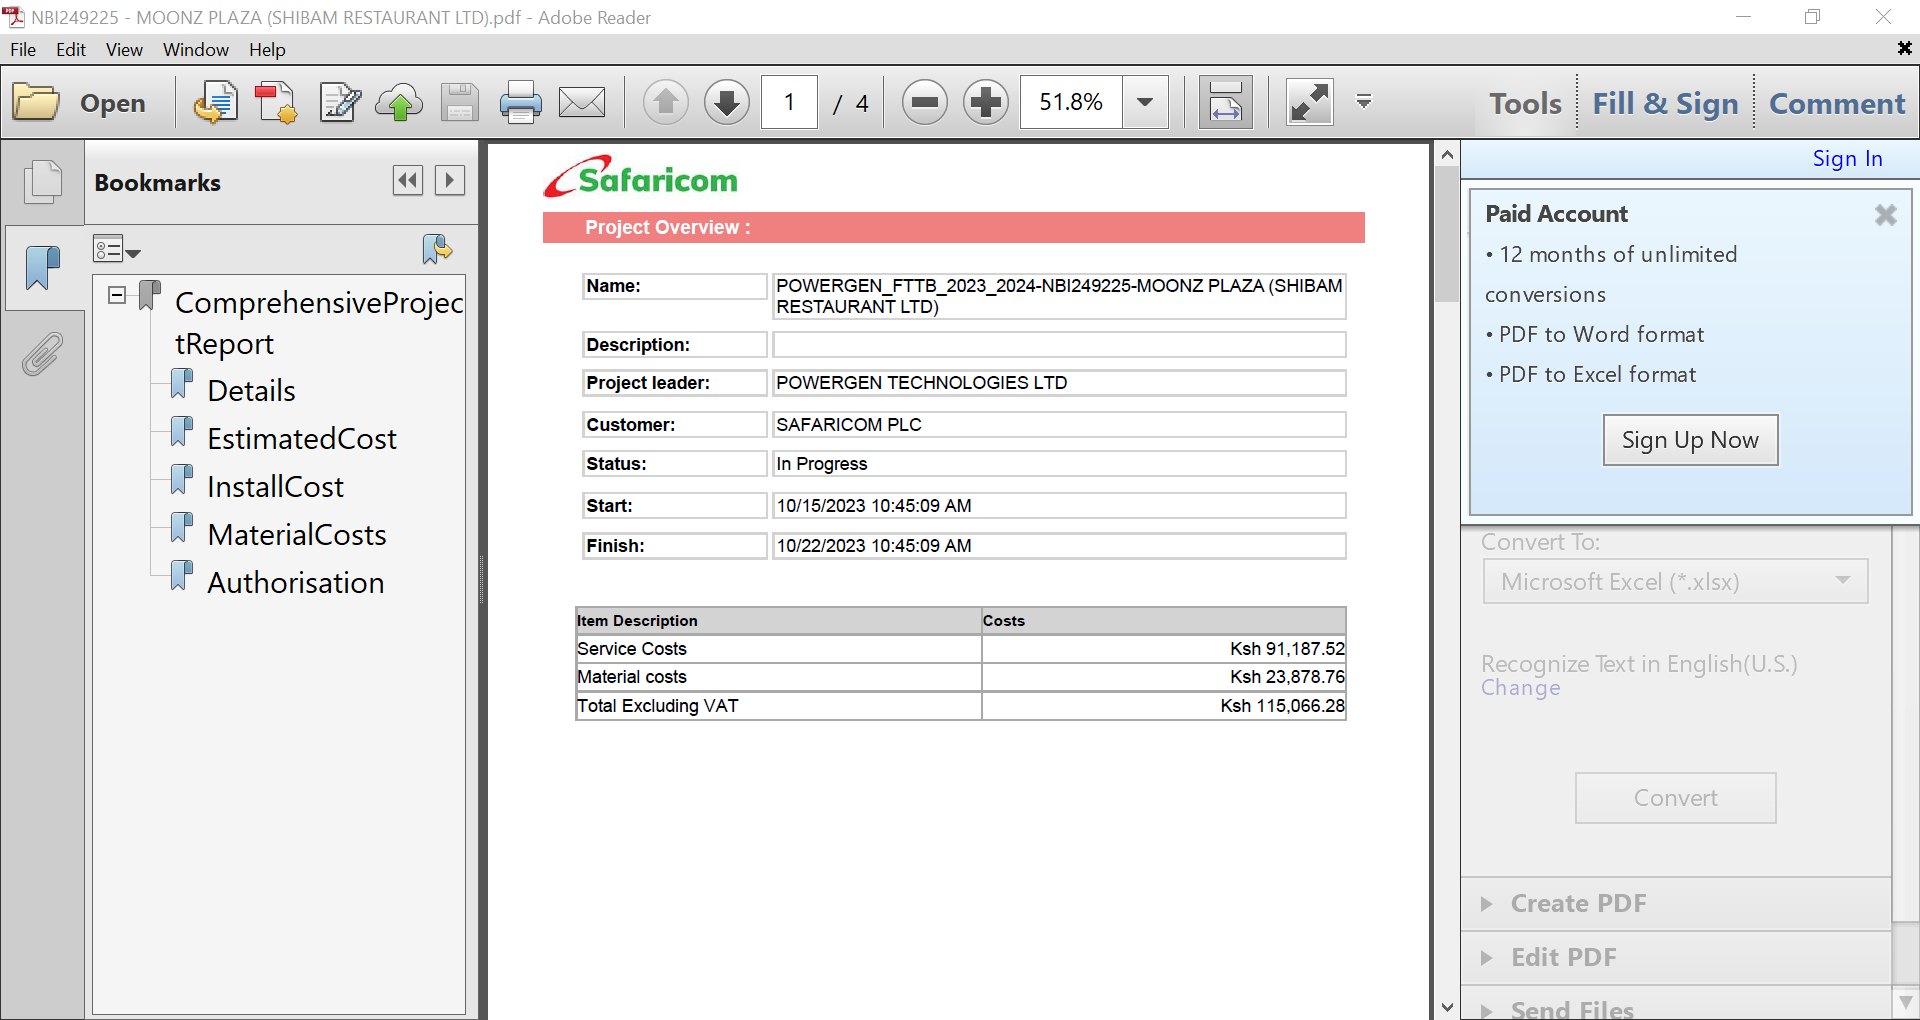 NBI249225 - MOONZ PLAZA (SHIBAM RESTAURANT LTD).pdf - Adobe Reader
File Edit View Window Help
Open 1 / 4 51.8% Tools Fill & Sign Comment
Bookmarks
ComprehensiveProjec
tReport
Details
EstimatedCost
InstallCost
MaterialCosts
Authorisation
Safaricom
Project Overview :
Name: POWERGEN_FTTB_2023_2024-NBI249225-MOONZ PLAZA (SHIBAM
RESTAURANT LTD)
Description:
Project leader: POWERGEN TECHNOLOGIES LTD
Customer: SAFARICOM PLC
Status: In Progress
Start: 10/15/2023 10:45:09 AM
Finish: 10/22/2023 10:45:09 AM
Item Description Costs
Service Costs Ksh 91,187.52
Material costs Ksh 23,878.76
Total Excluding VAT Ksh 115,066.28
Sign In
Paid Account
• 12 months of unlimited
conversions
• PDF to Word format
• PDF to Excel format
Sign Up Now
Convert To:
Microsoft Excel (*.xlsx)
Recognize Text in English(U.S.)
Change
Convert
Create PDF
Edit PDF
Send Files